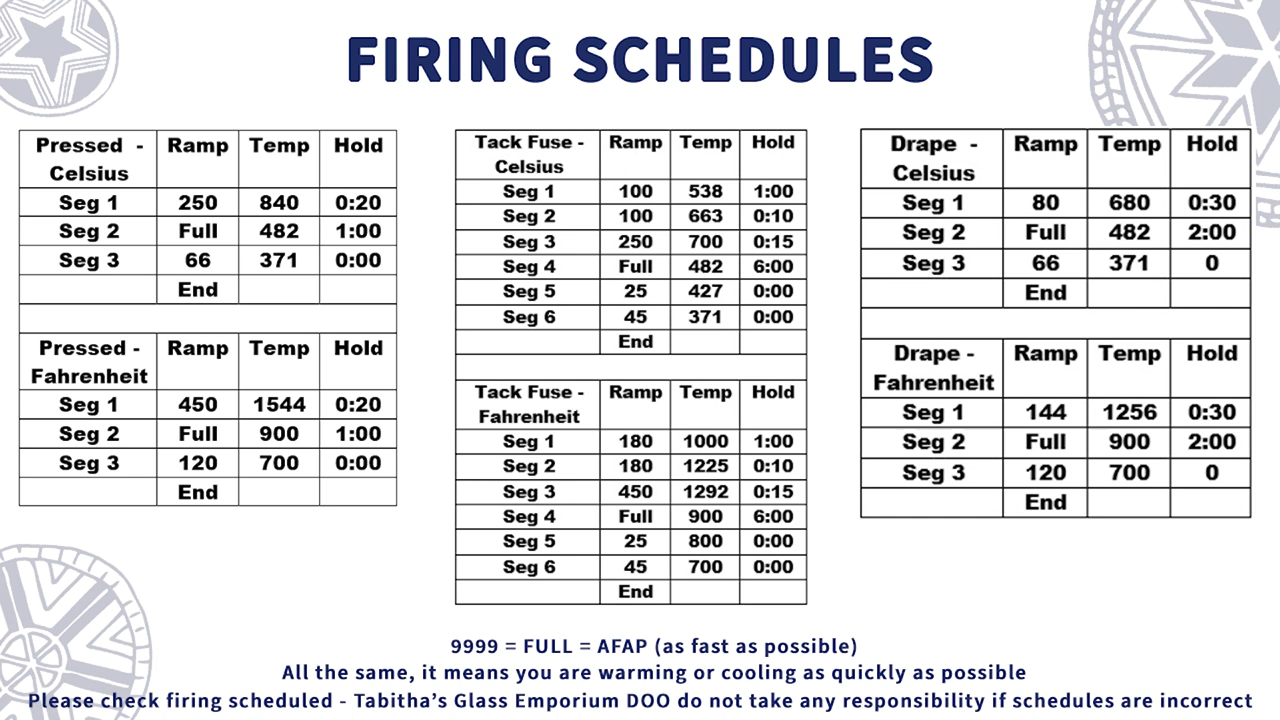 FIRING SCHEDULES
Pressed - Celsius Ramp Temp Hold
Seg 1 250 840 0:20
Seg 2 Full 482 1:00
Seg 3 66 371 0:00
End
Pressed - Fahrenheit Ramp Temp Hold
Seg 1 450 1544 0:20
Seg 2 Full 900 1:00
Seg 3 120 700 0:00
End
Tack Fuse - Celsius Ramp Temp Hold
Seg 1 100 538 1:00
Seg 2 100 663 0:10
Seg 3 250 700 0:15
Seg 4 Full 482 6:00
Seg 5 25 427 0:00
Seg 6 45 371 0:00
End
Tack Fuse - Fahrenheit Ramp Temp Hold
Seg 1 180 1000 1:00
Seg 2 180 1225 0:10
Seg 3 450 1292 0:15
Seg 4 Full 900 6:00
Seg 5 25 800 0:00
Seg 6 45 700 0:00
End
Drape - Celsius Ramp Temp Hold
Seg 1 80 680 0:30
Seg 2 Full 482 2:00
Seg 3 66 371 0
End
Drape - Fahrenheit Ramp Temp Hold
Seg 1 144 1256 0:30
Seg 2 Full 900 2:00
Seg 3 120 700 0
End
9999 = FULL = AFAP (as fast as possible)
All the same, it means you are warming or cooling as quickly as possible
Please check firing scheduled - Tabitha's Glass Emporium DOO do not take any responsibility if schedules are incorrect